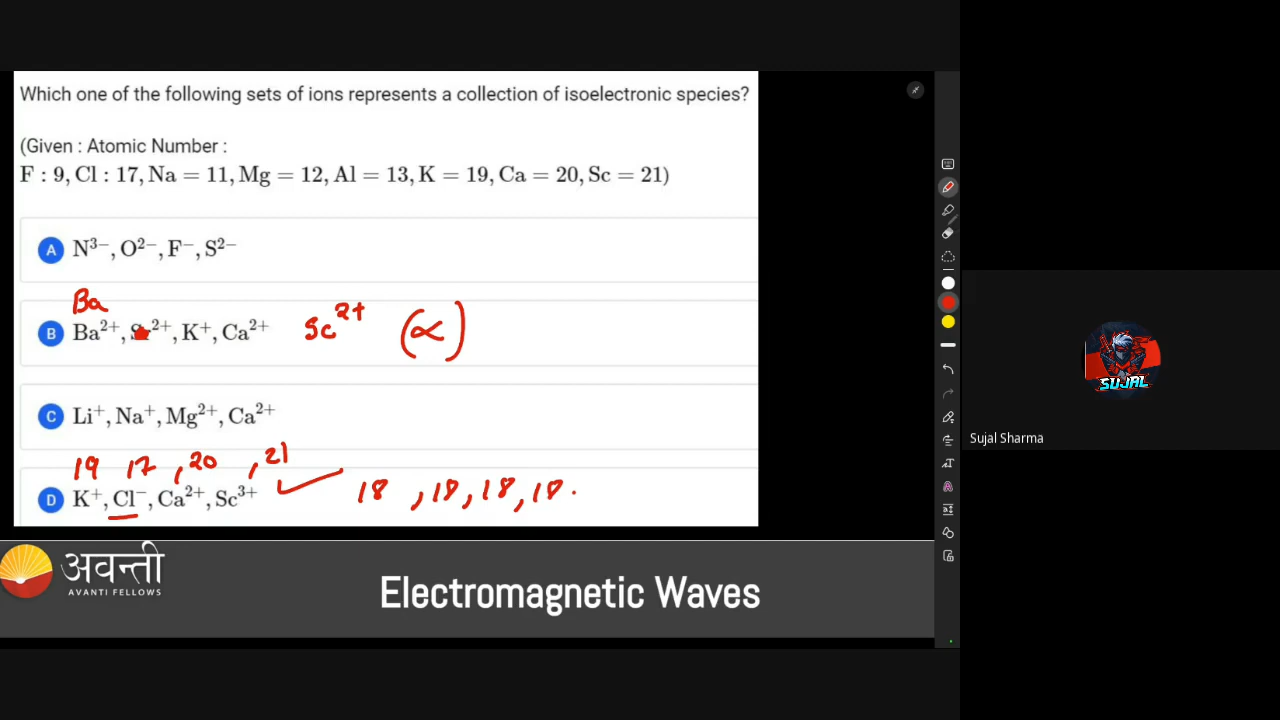 Which one of the following sets of ions represents a collection of isoelectronic species?
(Given : Atomic Number :
F : 9, Cl : 17, Na = 11, Mg = 12, Al = 13, K = 19, Ca = 20, Sc = 21)
A N³⁻, O²⁻, F⁻, S²⁻
Ba
B Ba²⁺, Sr²⁺, K⁺, Ca²⁺ Sc²⁺ (∝)
C Li⁺, Na⁺, Mg²⁺, Ca²⁺
19 17 , 20 , 21
D K⁺, Cl⁻, Ca²⁺, Sc³⁺ ✓ 18 , 18, 18, 18.
अवन्ती
AVANTI FELLOWS
Electromagnetic Waves
SUJAL
Sujal Sharma